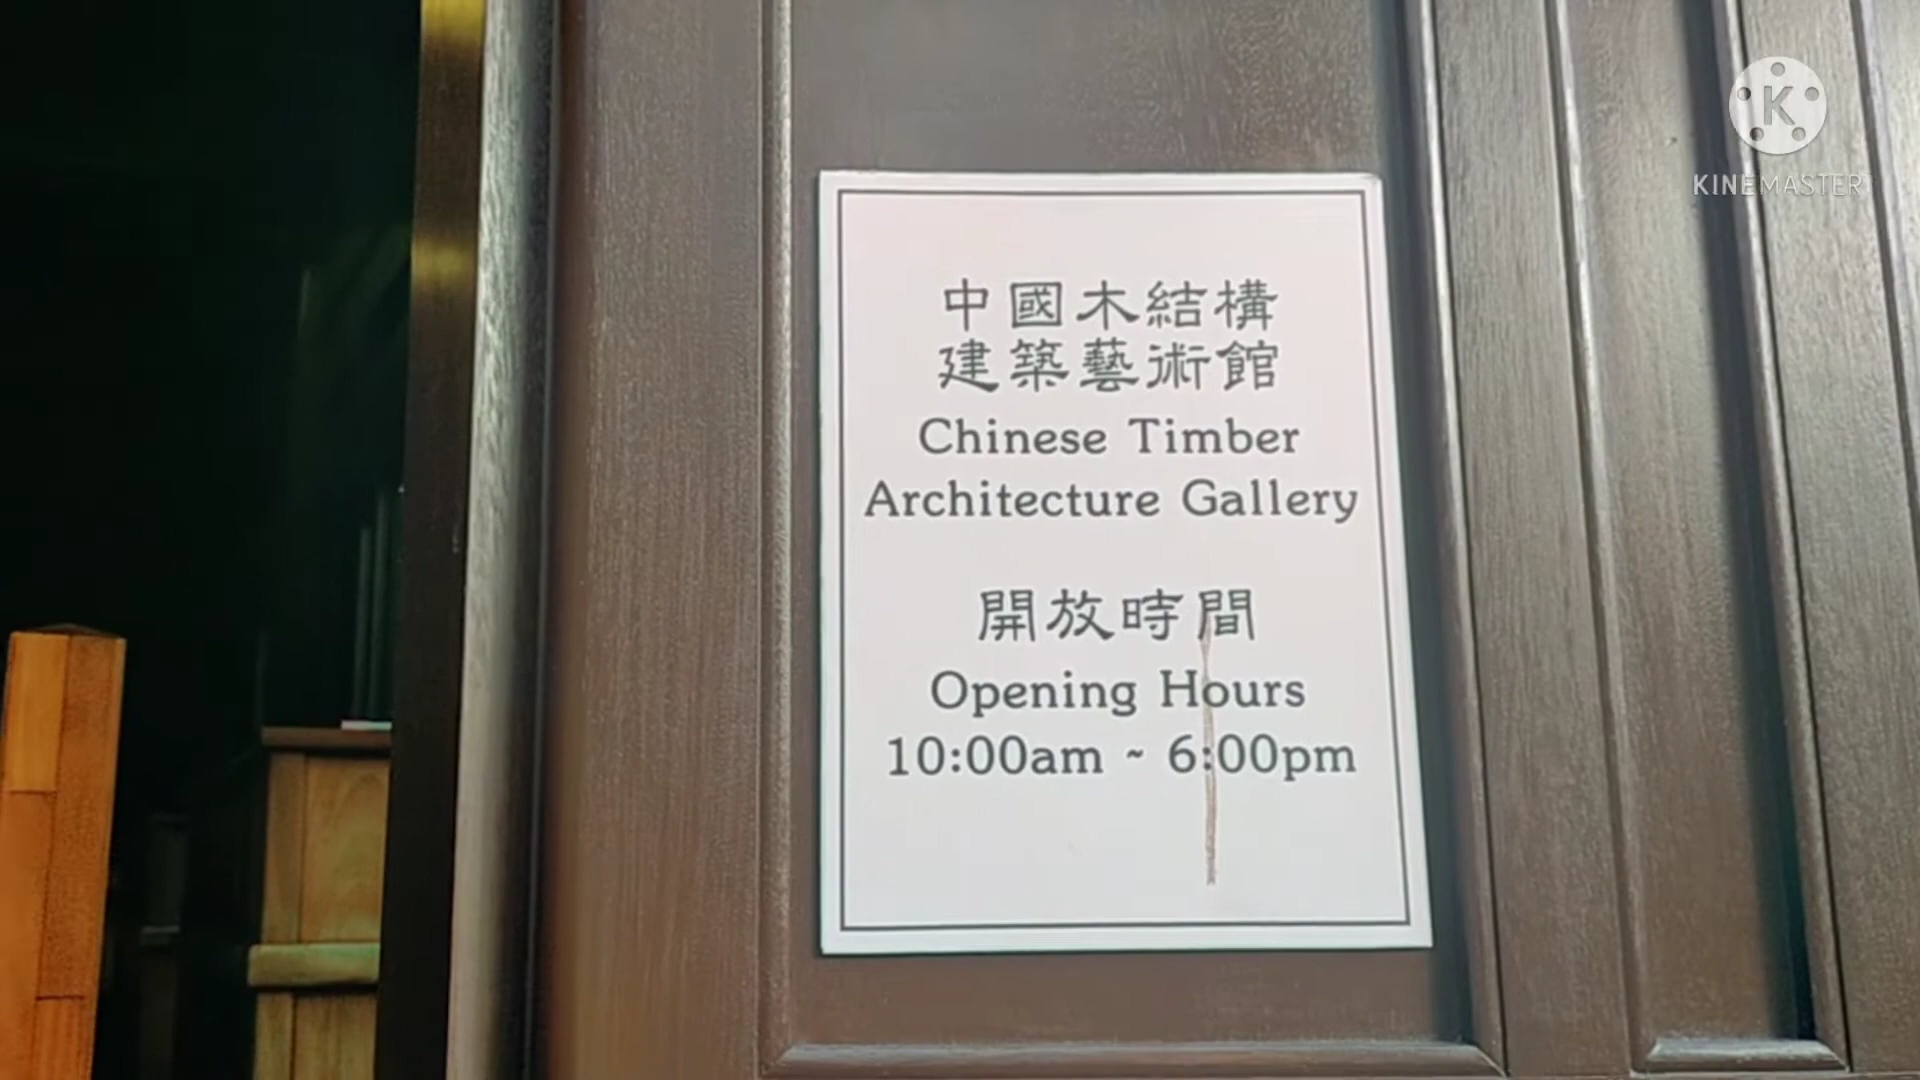 中國木結構
建築藝術館
Chinese Timber
Architecture Gallery
開放時間
Opening Hours
10:00am ~ 6:00pm
K
KINEMASTER